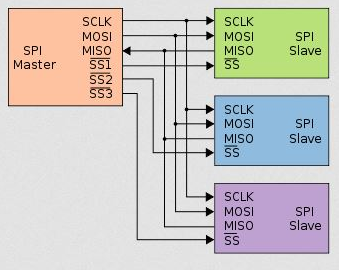 SCLK
MOSI
MISO
SS1
SS2
SS3
SPI
Master
SCLK
MOSI
MISO
SS
SPI
Slave
SCLK
MOSI
MISO
SS
SPI
Slave
SCLK
MOSI
MISO
SS
SPI
Slave